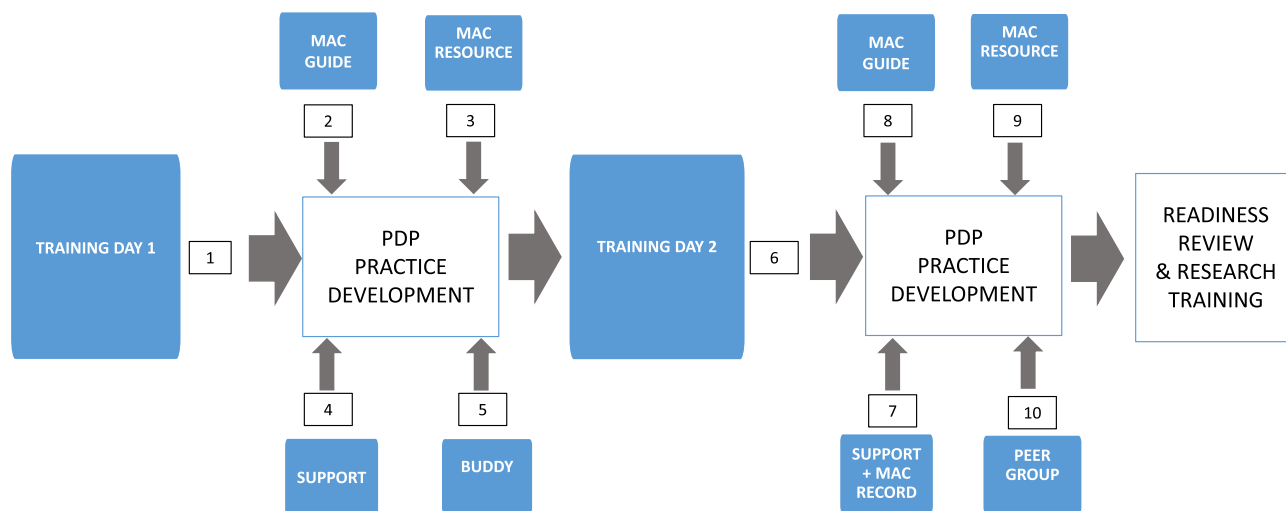 MAC
GUIDE
MAC
RESOURCE
MAC
GUIDE
MAC
RESOURCE
2
3
8
9
TRAINING DAY 1
1
PDP
PRACTICE
DEVELOPMENT
TRAINING DAY 2
6
PDP
PRACTICE
DEVELOPMENT
READINESS
REVIEW
& RESEARCH
TRAINING
4
5
7
10
SUPPORT
BUDDY
SUPPORT
+ MAC
RECORD
PEER
GROUP